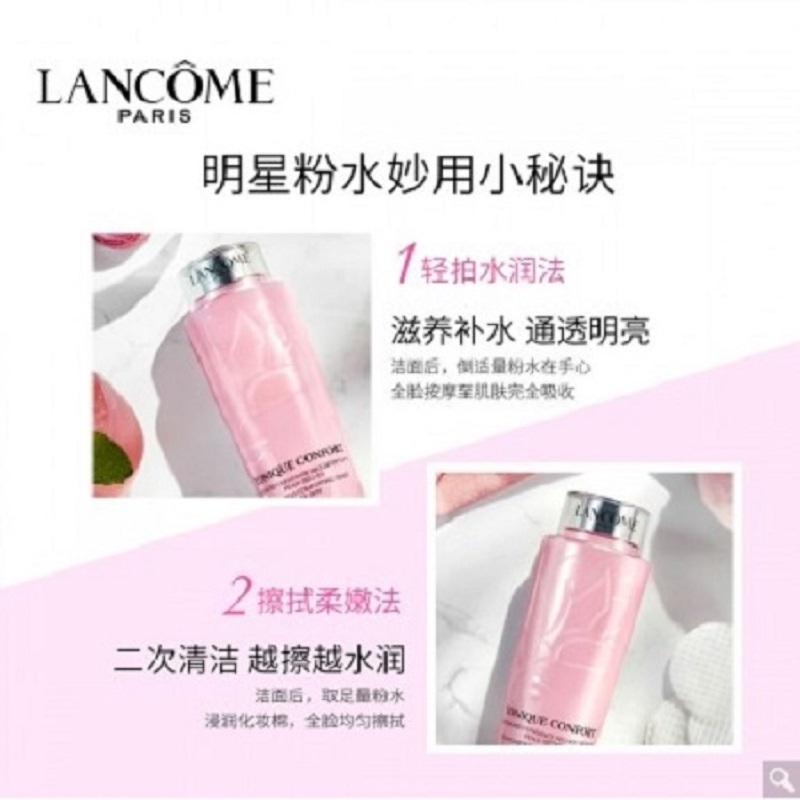 LANCÔME
PARIS
明星粉水妙用小秘诀
1轻拍水润法
滋养补水 通透明亮
洁面后，倒适量粉水在手心
全脸按摩至肌肤完全吸收
LANCOME
TONIQUE CONFORT
2擦拭柔嫩法
二次清洁 越擦越水润
洁面后，取足量粉水
浸润化妆棉，全脸均匀擦拭
LANCOME
TONIQUE CONFORT